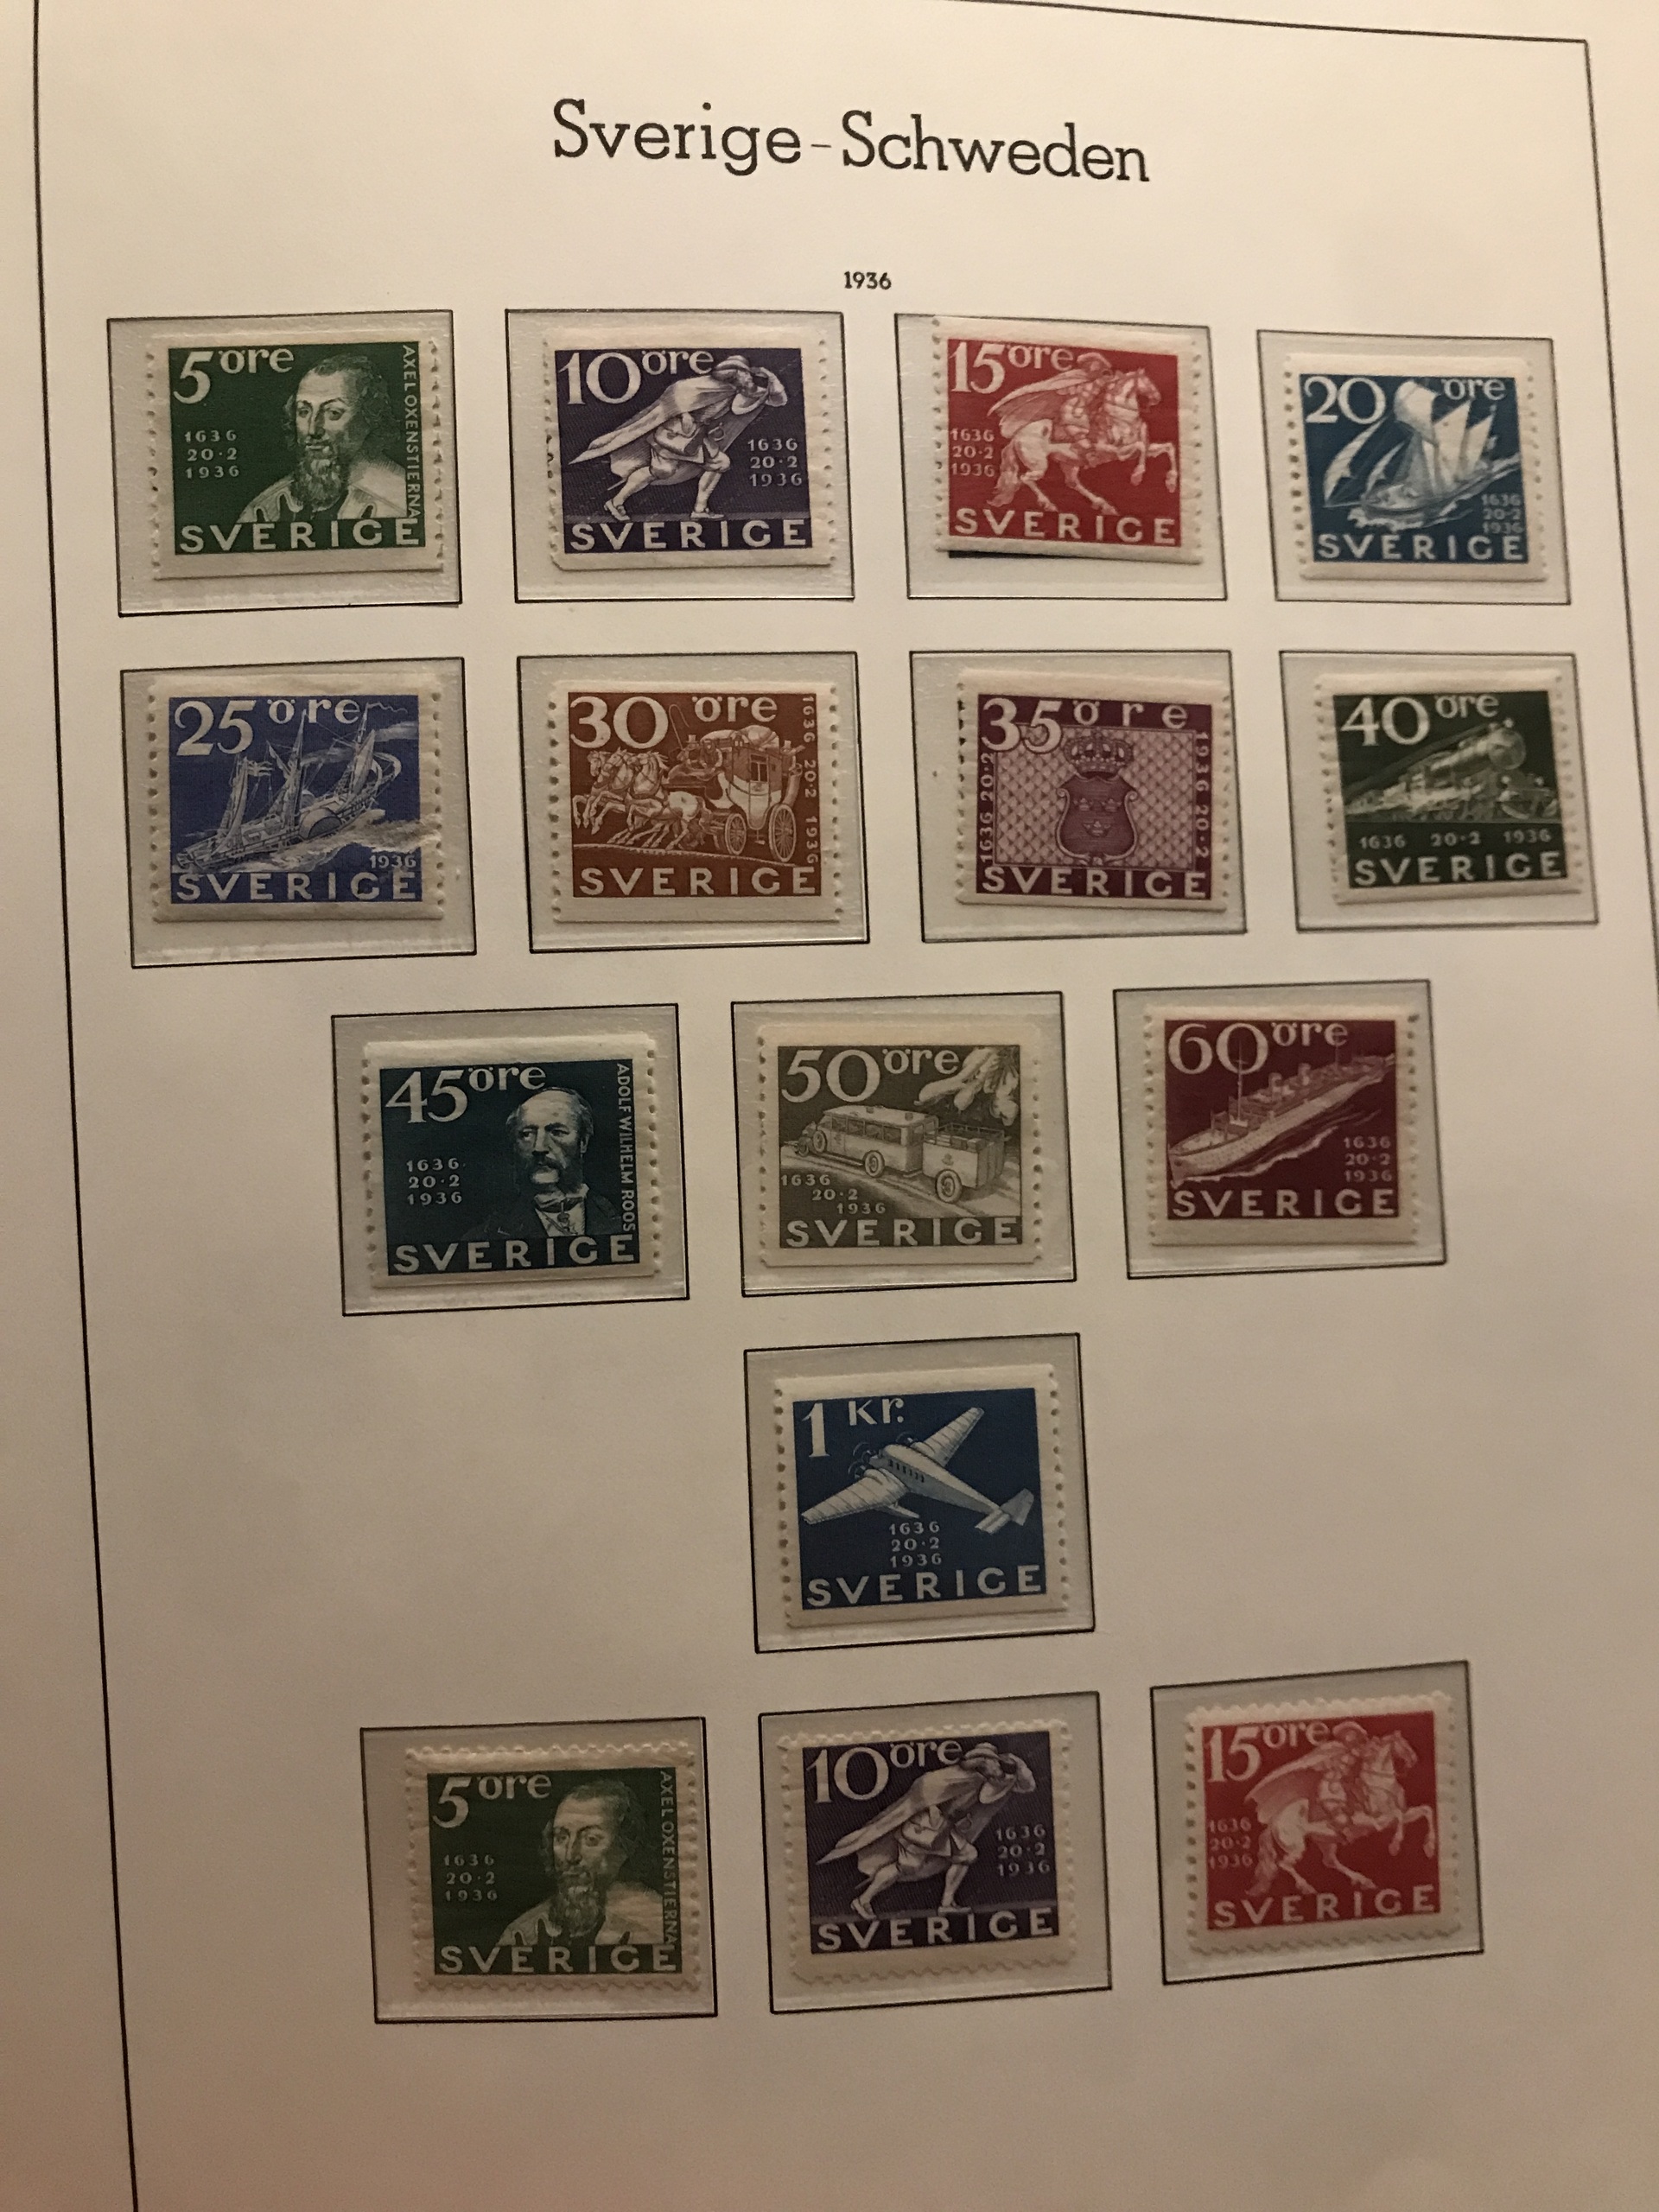 Sverige-Schweden
1936
5 öre
1636
20·2
1936
AXEL OXENSTIERNA
SVERIGE
10 öre
1636
20·2
1936
SVERIGE
15 öre
1636
20·2
1936
SVERIGE
20 öre
1636
20·2
1936
SVERIGE
25 öre
1936
SVERIGE
30 öre
1636 20·2 1936
SVERIGE
35 öre
1636 20·2
1936 20·2
SVERIGE
40 öre
1636 20·2 1936
SVERIGE
45 öre
1636
20·2
1936
ADOLF WILHELM ROOS
SVERIGE
50 öre
1636
20·2
1936
SVERIGE
60 öre
1636
20·2
1936
SVERIGE
1 Kr.
1636
20·2
1936
SVERIGE
5 öre
1636
20·2
1936
AXEL OXENSTIERNA
SVERIGE
10 öre
1636
20·2
1936
SVERIGE
15 öre
1636
20·2
1936
SVERIGE